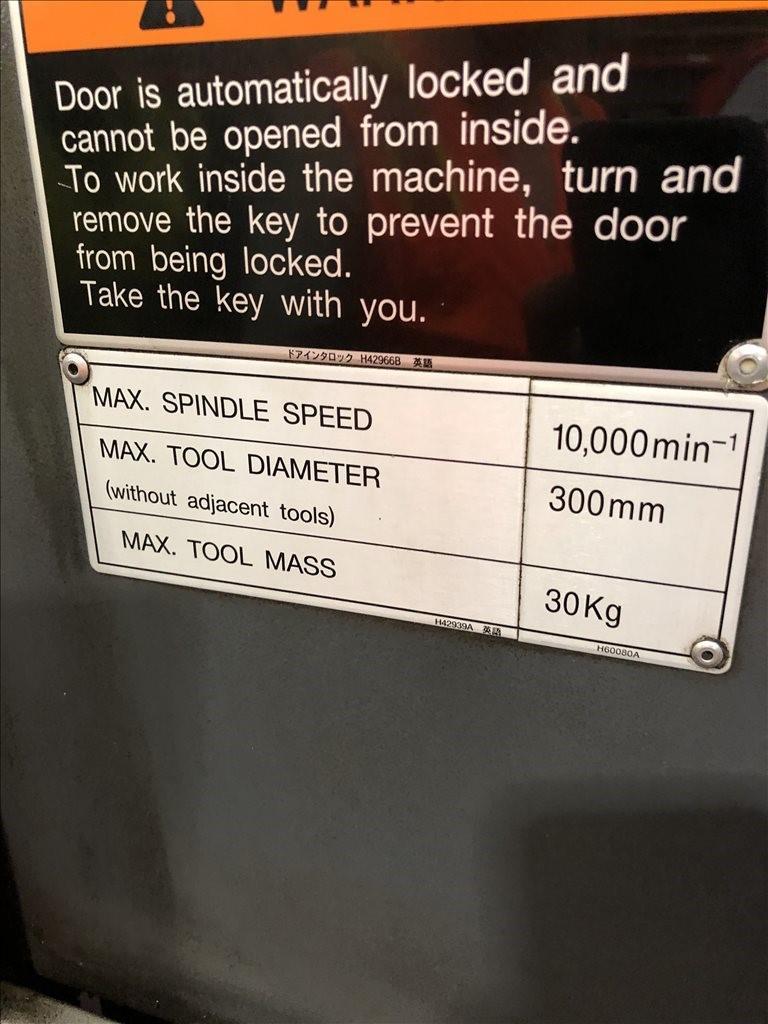 Door is automatically locked and
cannot be opened from inside.
To work inside the machine, turn and
remove the key to prevent the door
from being locked.
Take the key with you.
ドアインタロック H42966B 英語
MAX. SPINDLE SPEED 10,000min⁻¹
MAX. TOOL DIAMETER 300mm
(without adjacent tools)
MAX. TOOL MASS 30Kg
H42939A 英語
H60080A